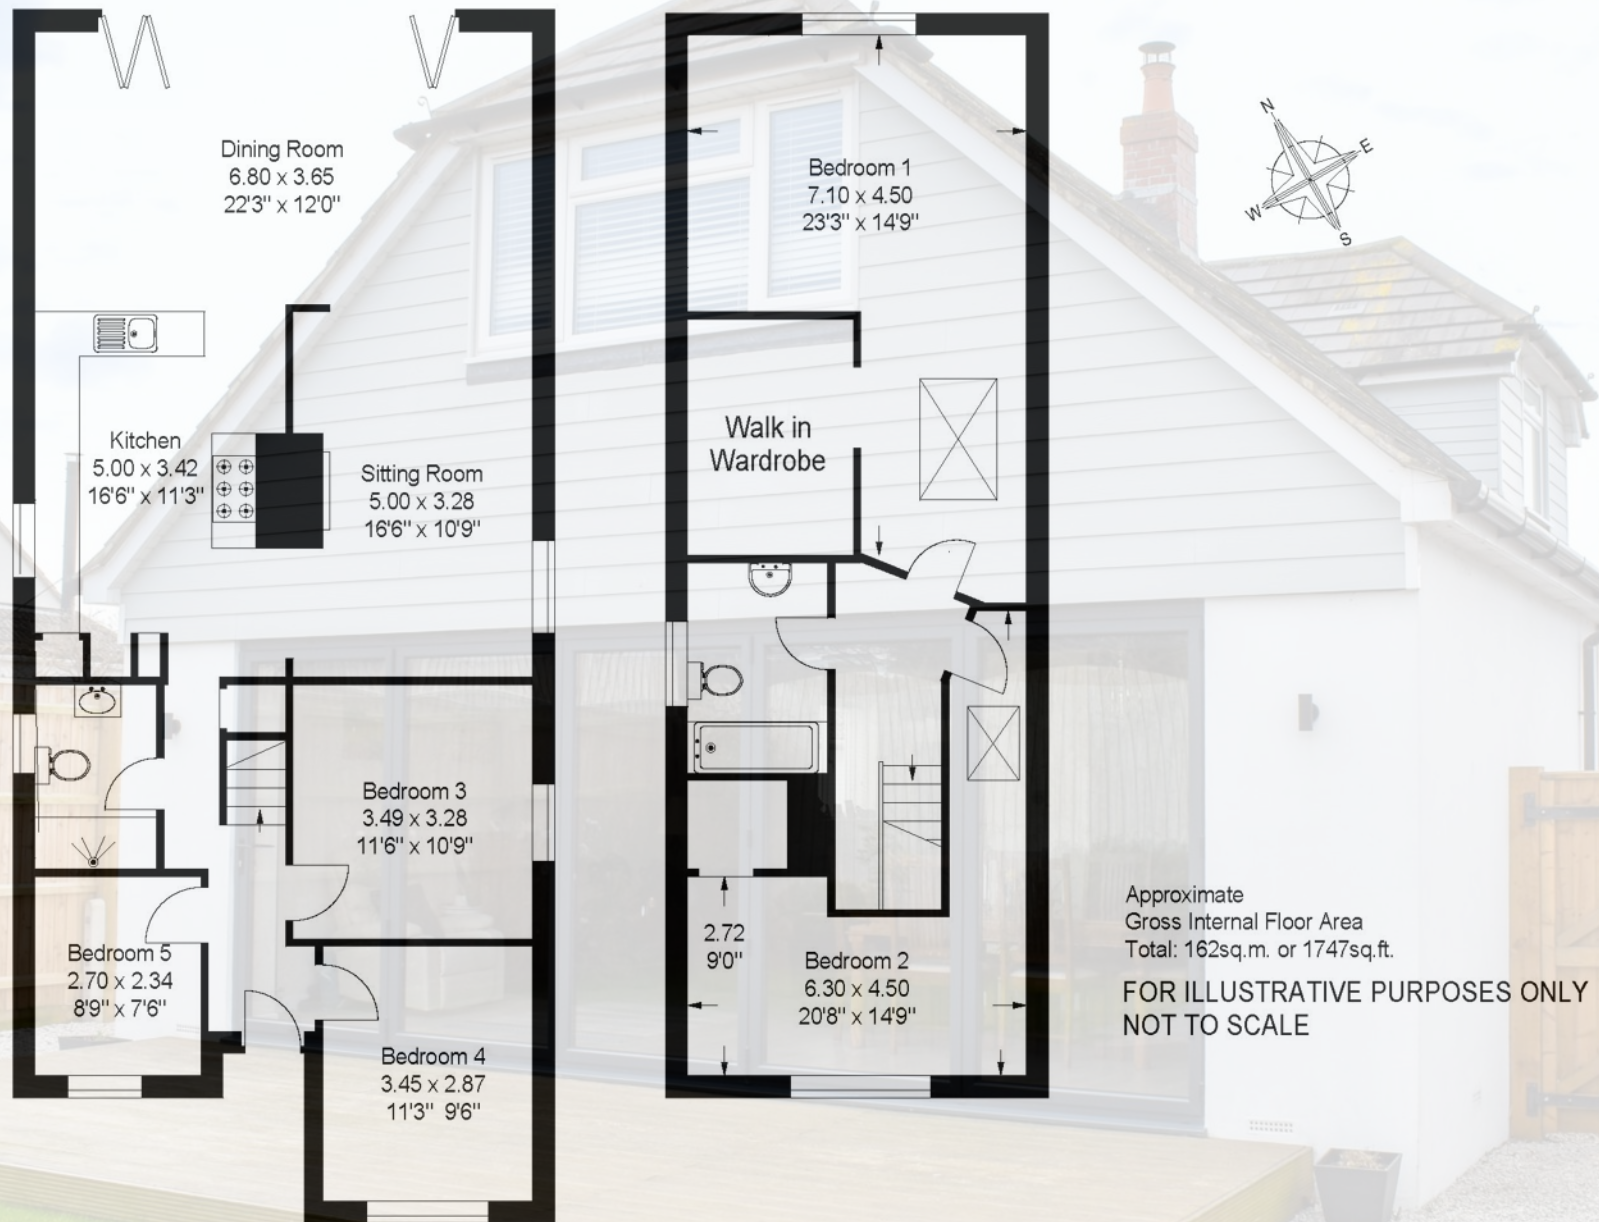 Dining Room
6.80 x 3.65
22'3" x 12'0"
Kitchen
5.00 x 3.42
16'6" x 11'3"
Sitting Room
5.00 x 3.28
16'6" x 10'9"
Bedroom 3
3.49 x 3.28
11'6" x 10'9"
Bedroom 5
2.70 x 2.34
8'9" x 7'6"
Bedroom 4
3.45 x 2.87
11'3" 9'6"
Bedroom 1
7.10 x 4.50
23'3" x 14'9"
Walk in
Wardrobe
2.72
9'0"
Bedroom 2
6.30 x 4.50
20'8" x 14'9"
N
E
W
S
Approximate
Gross Internal Floor Area
Total: 162sq.m. or 1747sq.ft.
FOR ILLUSTRATIVE PURPOSES ONLY
NOT TO SCALE